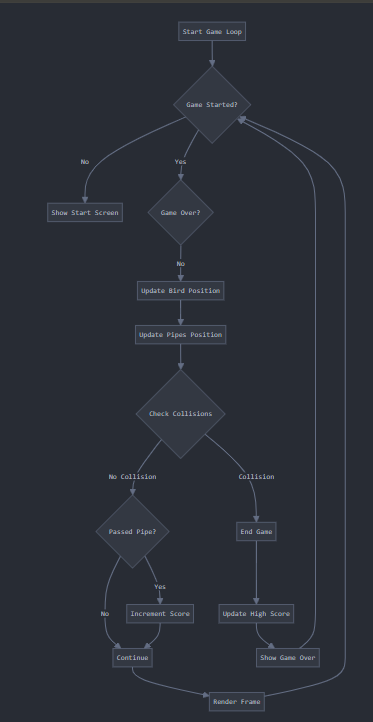 Start Game Loop
Game Started?
No
Yes
Show Start Screen
Game Over?
No
Update Bird Position
Update Pipes Position
Check Collisions
No Collision
Collision
Passed Pipe?
End Game
Yes
No
Increment Score
Update High Score
Continue
Show Game Over
Render Frame